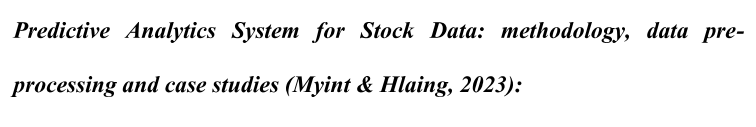 Predictive Analytics System for Stock Data: methodology, data pre-
processing and case studies (Myint & Hlaing, 2023):